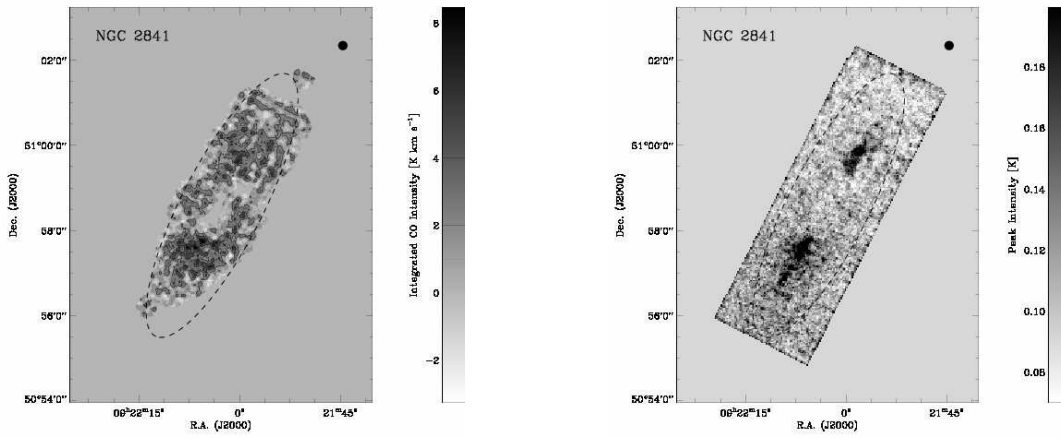 NGC 2841
02'0"
51°00'0"
58'0"
56'0"
50°54'0"
09ʰ22ᵐ15ˢ
0ˢ
21ᵐ45ˢ
R.A. (J2000)
Dec. (J2000)
8
6
4
2
0
−2
Integrated CO Intensity [K km s⁻¹]
NGC 2841
02'0"
51°00'0"
58'0"
56'0"
50°54'0"
09ʰ22ᵐ15ˢ
0ˢ
21ᵐ45ˢ
R.A. (J2000)
Dec. (J2000)
0.18
0.16
0.14
0.12
0.10
0.08
Peak Intensity [K]